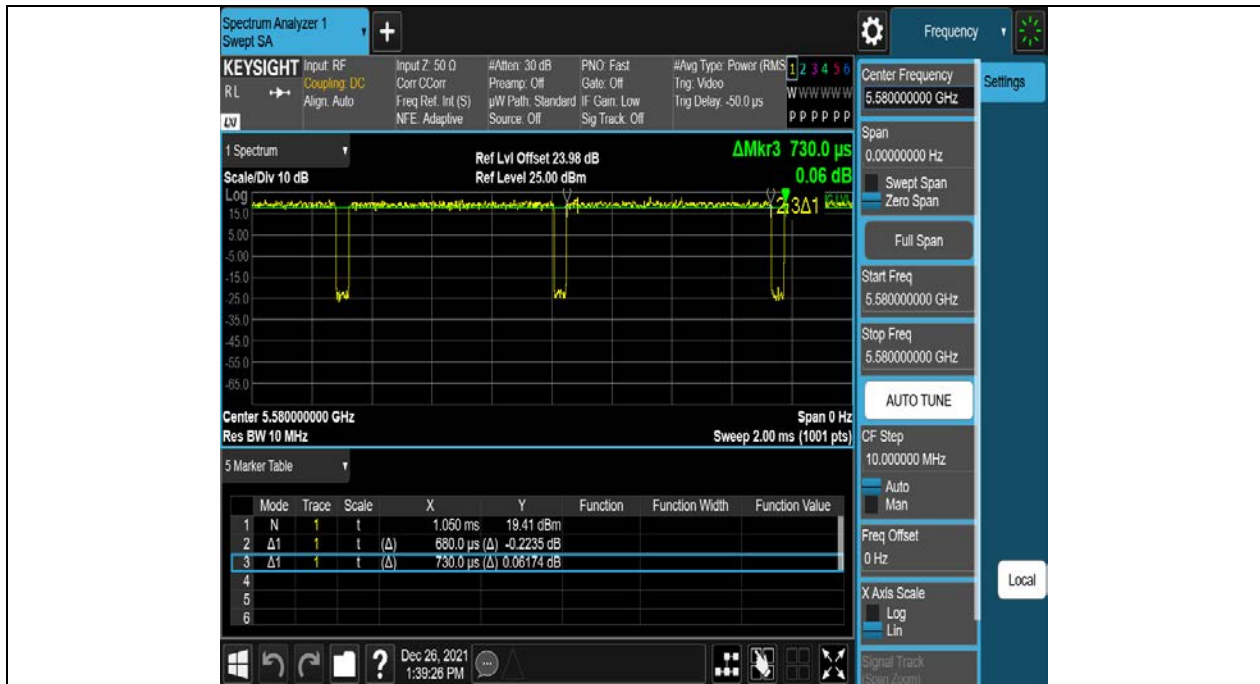 Spectrum Analyzer 1
Swept SA
+
Frequency
KEYSIGHT
RL
LXI
Input: RF
Coupling: DC
Align: Auto
Input Z: 50 Ω
Corr CCorr
Freq Ref: Int (S)
NFE: Adaptive
#Atten: 30 dB
Preamp: Off
µW Path: Standard
Source: Off
PNO: Fast
Gate: Off
IF Gain: Low
Sig Track: Off
#Avg Type: Power (RMS
Trig: Video
Trig Delay: -50.0 µs
1 2 3 4 5 6
W W W W W W
P P P P P P
1 Spectrum
Scale/Div 10 dB
Ref Lvl Offset 23.98 dB
Ref Level 25.00 dBm
ΔMkr3 730.0 µs
0.06 dB
Log
15.0
5.00
-5.00
-15.0
-25.0
-35.0
-45.0
-55.0
-65.0
3Δ1
Center 5.580000000 GHz
Res BW 10 MHz
Span 0 Hz
Sweep 2.00 ms (1001 pts)
5 Marker Table
Mode Trace Scale X Y Function Function Width Function Value
1 N 1 t 1.050 ms 19.41 dBm
2 Δ1 1 t (Δ) 680.0 µs (Δ) -0.2235 dB
3 Δ1 1 t (Δ) 730.0 µs (Δ) 0.06174 dB
4
5
6
?
Dec 26, 2021
1:39:26 PM
Center Frequency
5.580000000 GHz
Settings
Span
0.00000000 Hz
Swept Span
Zero Span
Full Span
Start Freq
5.580000000 GHz
Stop Freq
5.580000000 GHz
AUTO TUNE
CF Step
10.000000 MHz
Auto
Man
Freq Offset
0 Hz
X Axis Scale
Log
Lin
Signal Track
(Span Zoom)
Local